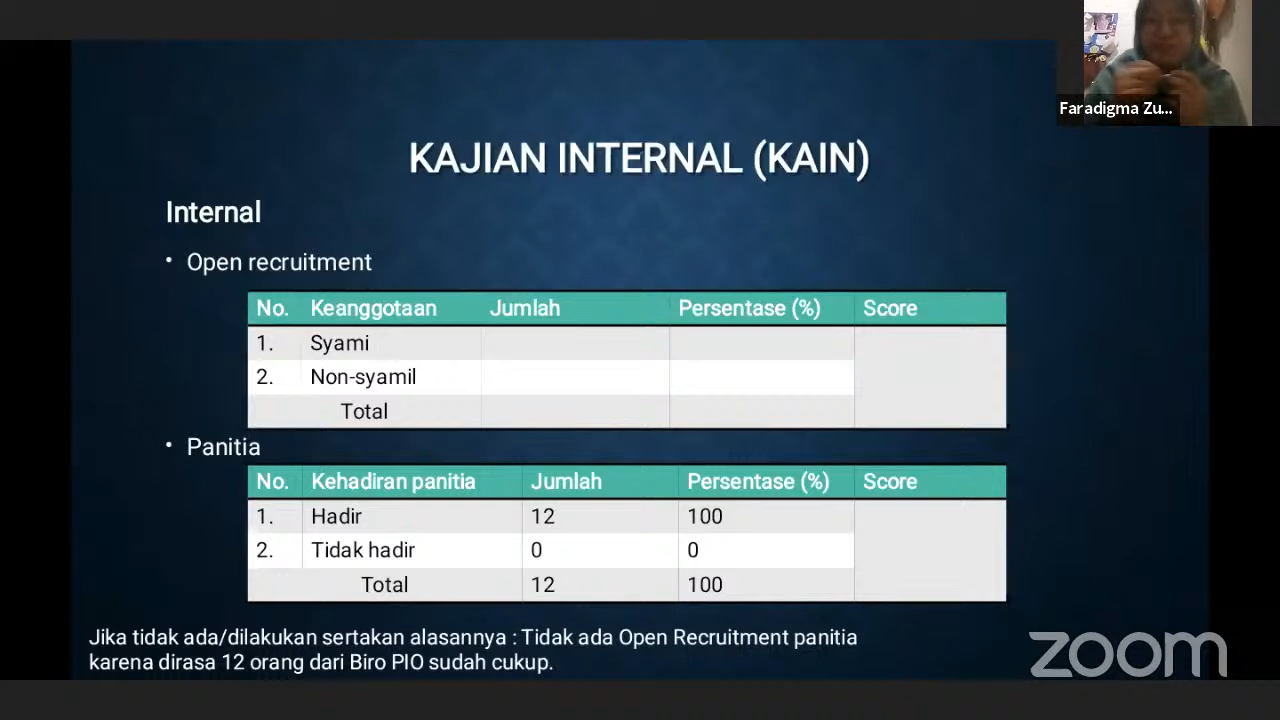 Faradigma Zu...
KAJIAN INTERNAL (KAIN)
Internal
• Open recruitment
No. Keanggotaan Jumlah Persentase (%) Score
1. Syami
2. Non-syamil
Total
• Panitia
No. Kehadiran panitia Jumlah Persentase (%) Score
1. Hadir 12 100
2. Tidak hadir 0 0
Total 12 100
Jika tidak ada/dilakukan sertakan alasannya : Tidak ada Open Recruitment panitia
karena dirasa 12 orang dari Biro PIO sudah cukup.
zoom